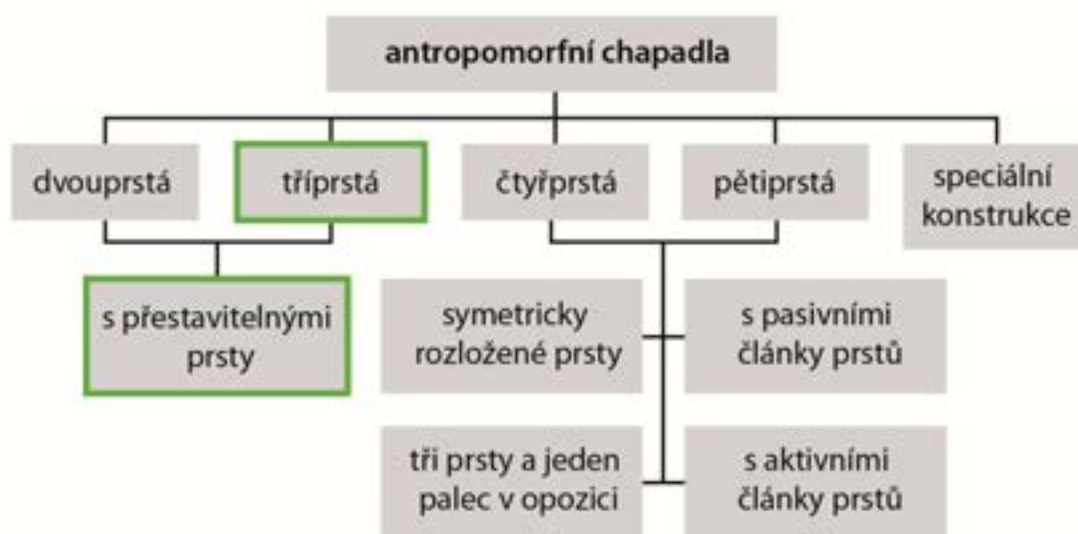 antropomorfní chapadla
dvouprstá
tříprstá
čtyřprstá
pětiprstá
speciální
konstrukce
s přestavitelnými
prsty
symetricky
rozložené prsty
s pasivními
články prstů
tři prsty a jeden
palec v opozici
s aktivními
články prstů